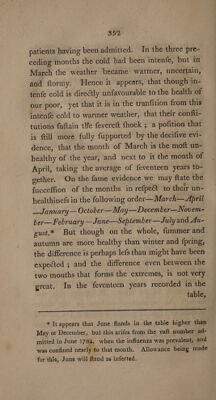 352
patients having been admitted. In the three pre-
ceding months the cold had been intenſe, but in
March the weather became warmer, uncertain,
and ſtormy. Hence it appears, that though in-
tenſe cold is directly unfavourable to the health of
our poor, yet that it is in the tranſition from this
intenſe cold to warmer weather, that their conſti-
tutions ſuſtain tſe ſevereſt ſhock ; a poſition that
is ſtill more fully ſupported by the deciſive evi-
dence, that the month of March is the moſt un-
healthy of the year, and next to it the month of
April, taking the average of ſeventeen years to-
gether. On the ſame evidence we may ſtate the
ſucceſſion of the months in reſpect to their un-
healthineſs in the following order—March—April
—January—October—May—December—Novem-
ber—February—June—September—July and Au-
guſt.* But though on the whole, ſummer and
autumn are more healthy than winter and ſpring,
the difference is perhaps leſs than might have been
expected ; and the difference even between the
two months that forms the extremes, is not very
great. In the ſeventeen years recorded in the
table,
* It appears that June ſtands in the table higher than
May or December, but this ariſes from the vaſt number ad-
mitted in June 1782, when the influenza was prevalent, and
was confined nearly to that month. Allowance being made
for this, June will ſtand as inſerted.